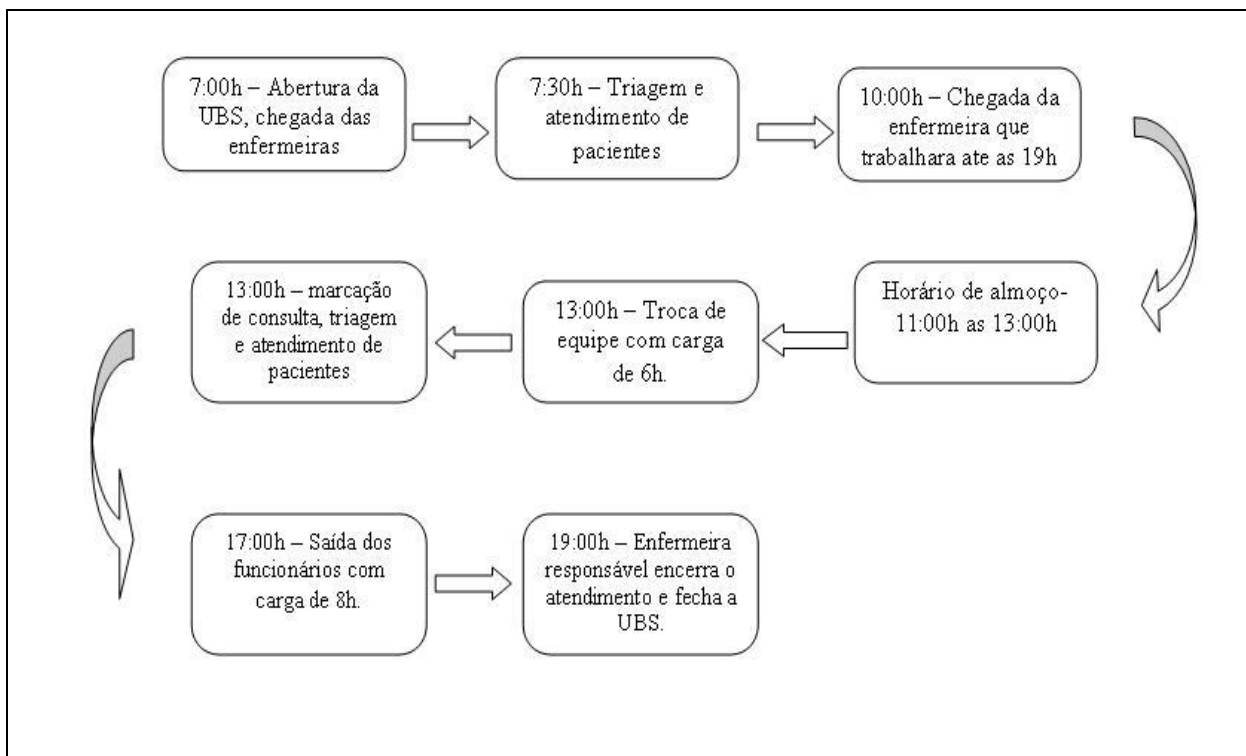 7:00h – Abertura da
UBS, chegada das
enfermeiras
7:30h – Triagem e
atendimento de
pacientes
10:00h – Chegada da
enfermeira que
trabalhara ate as 19h
Horário de almoço-
11:00h as 13:00h
13:00h – Troca de
equipe com carga
de 6h.
13:00h – marcação
de consulta, triagem
e atendimento de
pacientes
17:00h – Saída dos
funcionários com
carga de 8h.
19:00h – Enfermeira
responsável encerra o
atendimento e fecha a
UBS.